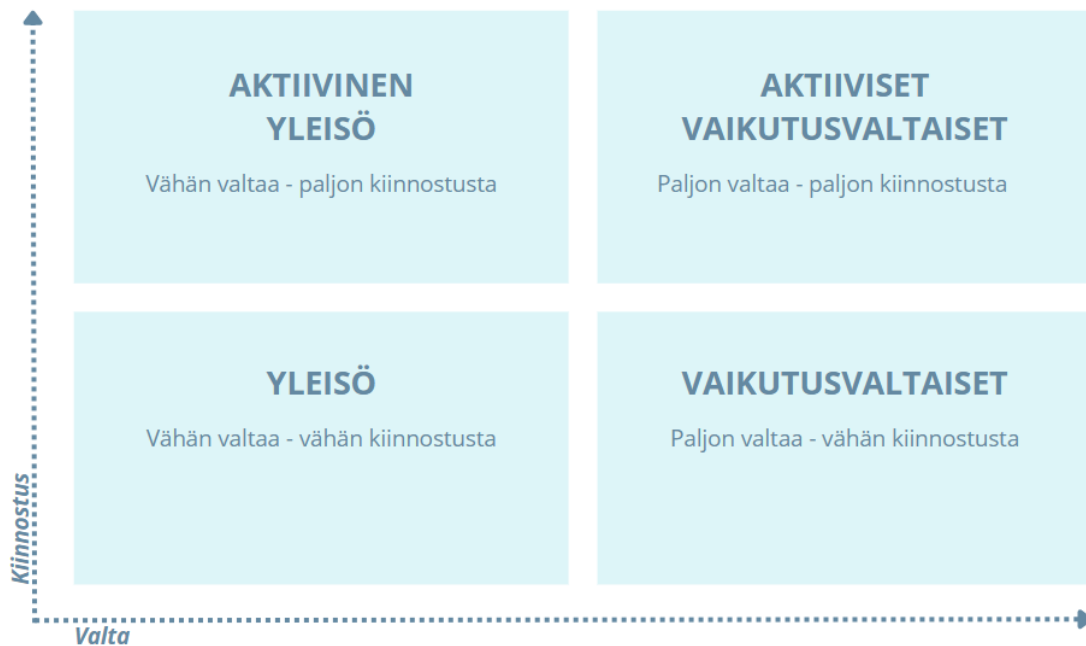 AKTIIVINEN
YLEISÖ
Vähän valtaa - paljon kiinnostusta
AKTIIVISET
VAIKUTUSVALTAISET
Paljon valtaa - paljon kiinnostusta
YLEISÖ
Vähän valtaa - vähän kiinnostusta
VAIKUTUSVALTAISET
Paljon valtaa - vähän kiinnostusta
Kiinnostus
Valta